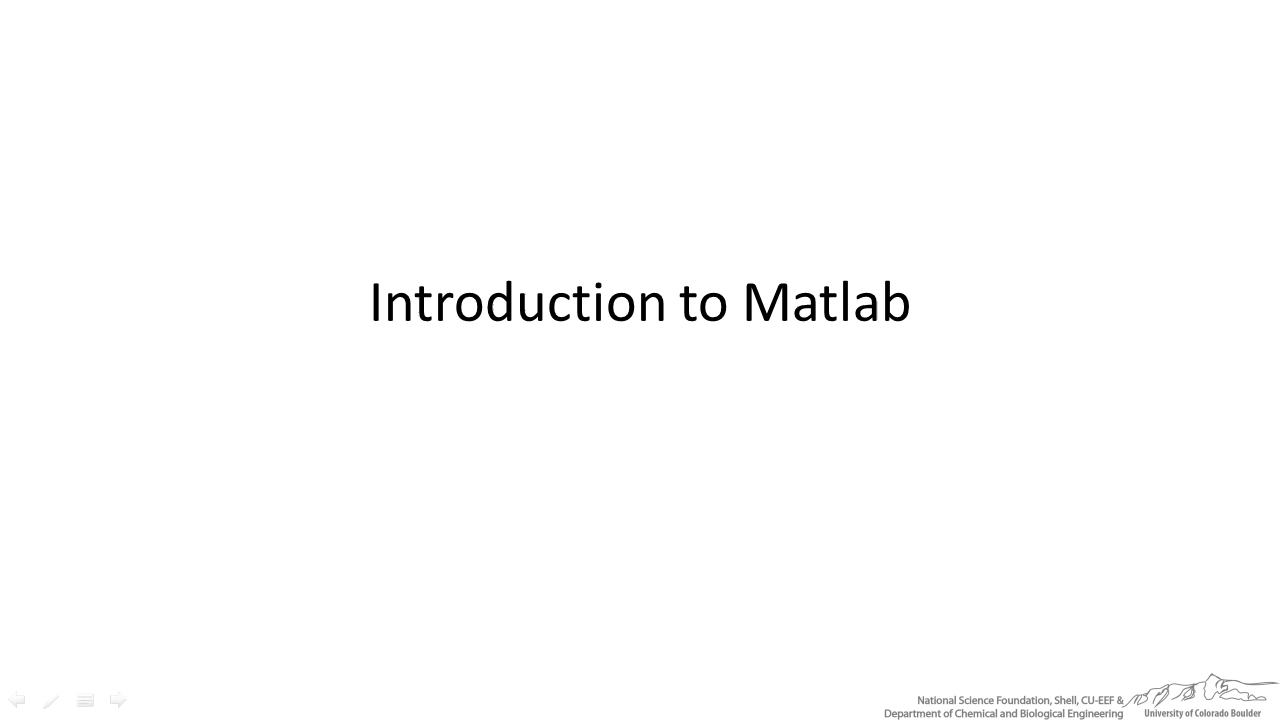 Introduction to Matlab
National Science Foundation, Shell, CU-EEF &
Department of Chemical and Biological Engineering
University of Colorado Boulder